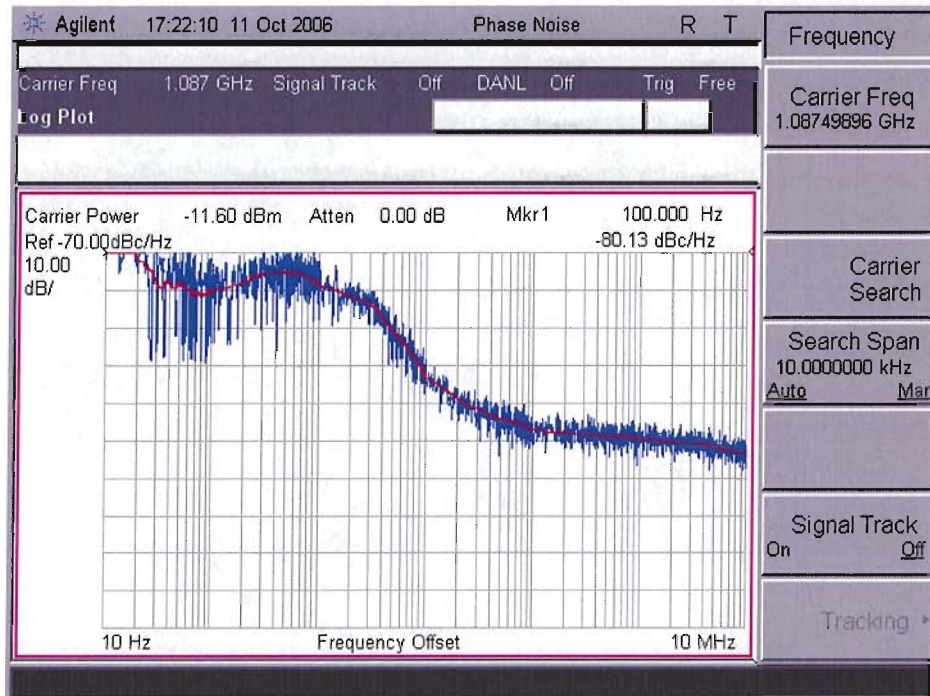 Agilent 17:22:10 11 Oct 2006 Phase Noise R T
Carrier Freq 1.087 GHz Signal Track Off DANL Off Trig Free
Log Plot
Carrier Power -11.60 dBm Atten 0.00 dB Mkr1 100.000 Hz
Ref -70.00dBc/Hz -80.13 dBc/Hz
10.00
dB/
10 Hz Frequency Offset 10 MHz
Frequency
Carrier Freq
1.08749896 GHz
Carrier
Search
Search Span
10.0000000 kHz
Auto Man
Signal Track
On Off
Tracking